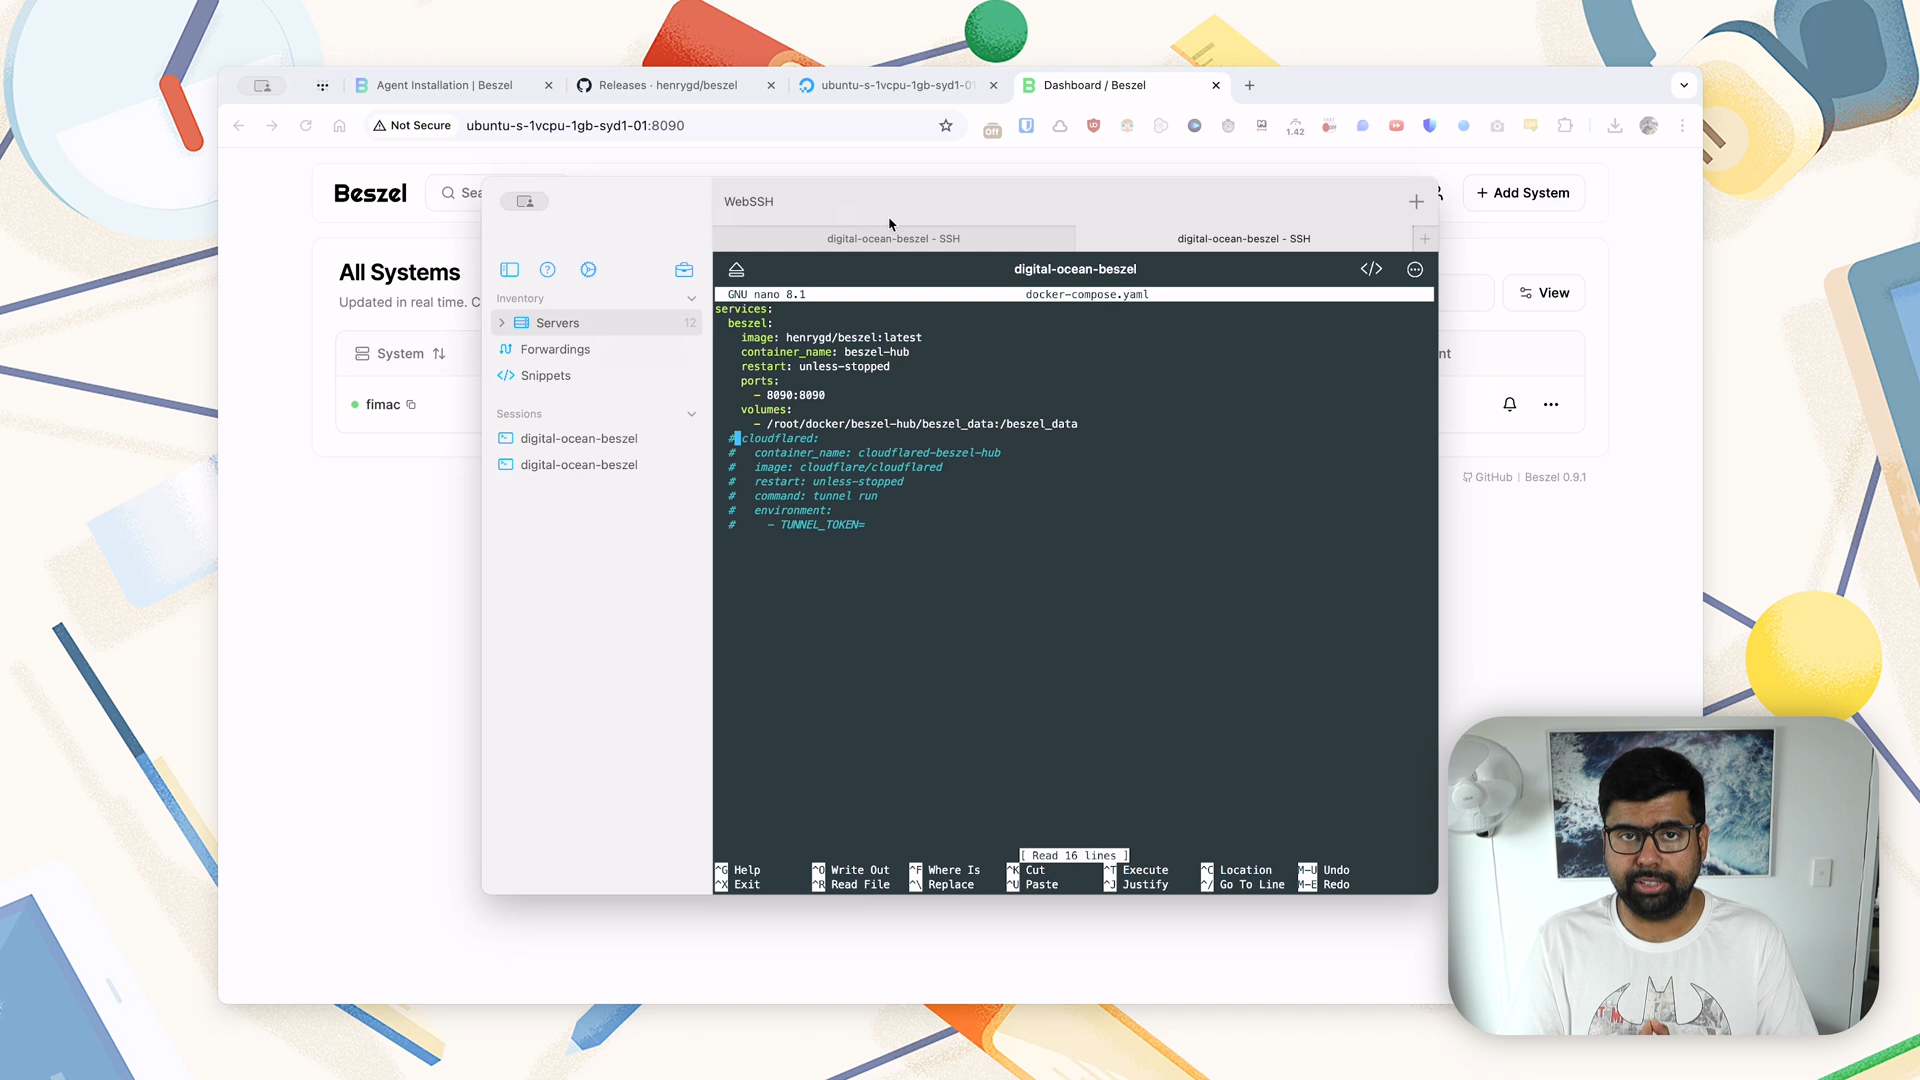 Agent Installation | Beszel
Releases · henrygd/beszel
ubuntu-s-1vcpu-1gb-syd1-01
Dashboard / Beszel
Not Secure
ubuntu-s-1vcpu-1gb-syd1-01:8090
Off
1.42
Beszel
Sea
+ Add System
WebSSH
digital-ocean-beszel - SSH
digital-ocean-beszel - SSH
All Systems
Updated in real time. C
View
System
nt
fimac
GitHub | Beszel 0.9.1
Inventory
Servers 12
Forwardings
Snippets
Sessions
digital-ocean-beszel
digital-ocean-beszel
digital-ocean-beszel
GNU nano 8.1 docker-compose.yaml
services:
beszel:
image: henrygd/beszel:latest
container_name: beszel-hub
restart: unless-stopped
ports:
- 8090:8090
volumes:
- /root/docker/beszel-hub/beszel_data:/beszel_data
# cloudflared:
# container_name: cloudflared-beszel-hub
# image: cloudflare/cloudflared
# restart: unless-stopped
# command: tunnel run
# environment:
# - TUNNEL_TOKEN=
[ Read 16 lines ]
^G Help ^O Write Out ^F Where Is ^K Cut ^T Execute ^C Location M-U Undo
^X Exit ^R Read File ^\ Replace ^U Paste ^J Justify ^/ Go To Line M-E Redo